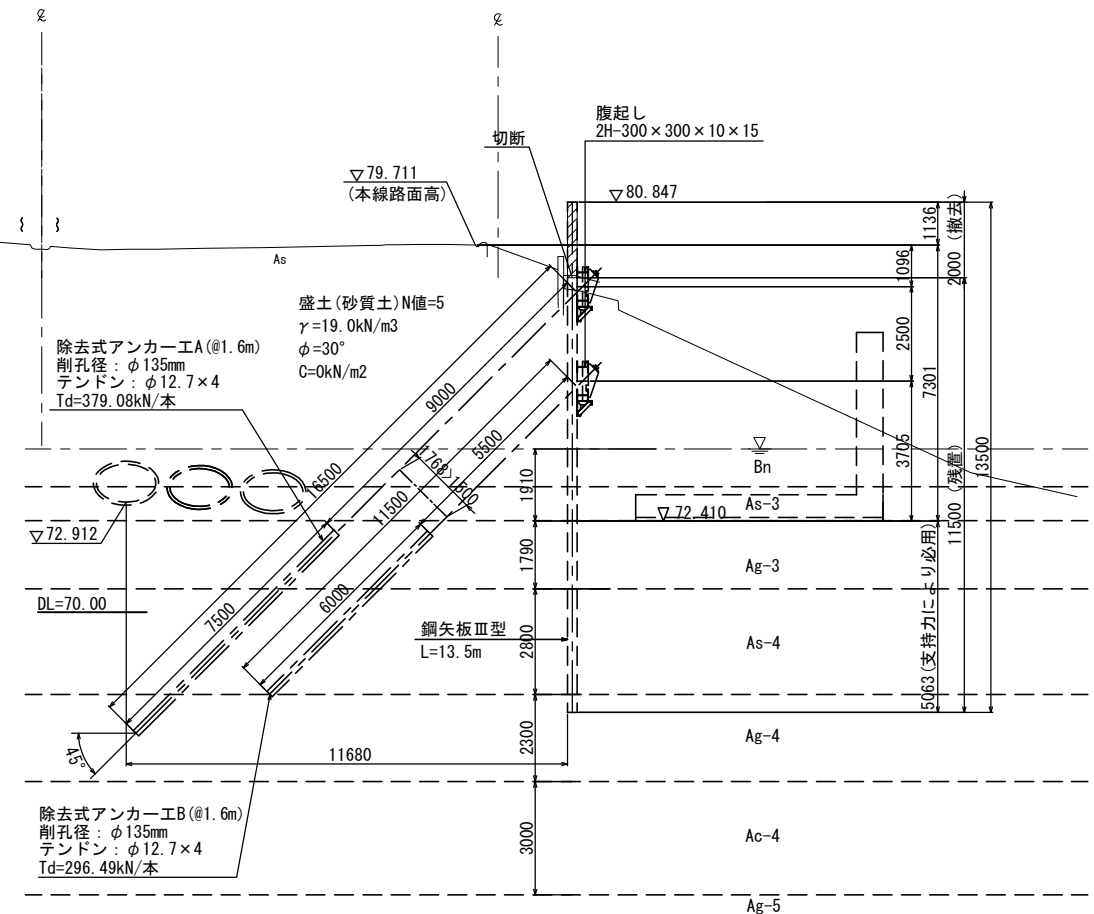 ℄
℄
腹起し
2H-300×300×10×15
切断
▽79.711
(本線路面高)
▽80.847
1136
2000 (撤去)
1096
As
盛土(砂質土)N値=5
γ=19.0kN/m3
φ=30°
C=0kN/m2
2500
除去式アンカー工A(@1.6m)
削孔径：φ135mm
テンドン：φ12.7×4
Td=379.08kN/本
9000
7301
5500
3705
13500
11500 (残置)
1768
1500
16500
11500
1910
▽
Bn
As-3
▽72.410
▽72.912
1790
Ag-3
5063(支持力により必用)
DL=70.00
7500
6000
鋼矢板Ⅲ型
L=13.5m
2800
As-4
45°
11680
2300
Ag-4
除去式アンカー工B(@1.6m)
削孔径：φ135mm
テンドン：φ12.7×4
Td=296.49kN/本
3000
Ac-4
Ag-5